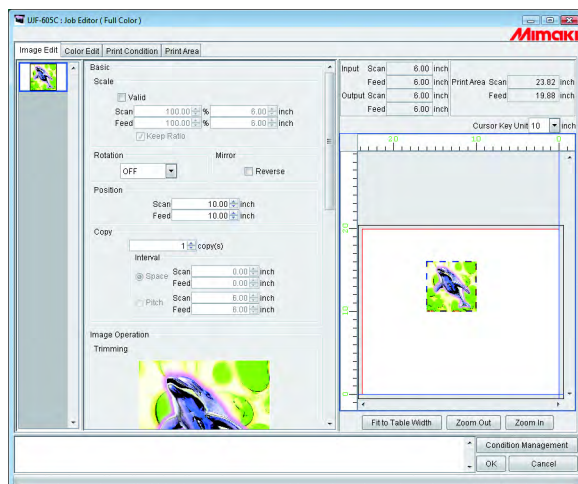 UJF-605C : Job Editor ( Full Color )
Mimaki
Image Edit Color Edit Print Condition Print Area
Basic
Scale
Valid
Scan 100.00 % 6.00 inch
Feed 100.00 % 6.00 inch
Keep Ratio
Rotation Mirror
OFF Reverse
Position
Scan 10.00 inch
Feed 10.00 inch
Copy
1 copy(s)
Interval
Space Scan 0.00 inch
Feed 0.00 inch
Pitch Scan 6.00 inch
Feed 6.00 inch
Image Operation
Trimming
Input Scan 6.00 inch
Feed 6.00 inch Print Area Scan 23.82 inch
Output Scan 6.00 inch Feed 19.88 inch
Feed 6.00 inch
Cursor Key Unit 10 inch
20 10 0
20
10
0
Fit to Table Width Zoom Out Zoom In
Condition Management
OK Cancel